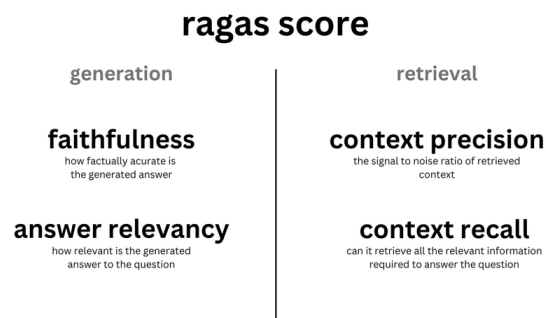 ragas score
generation
faithfulness
how factually acurate is
the generated answer
answer relevancy
how relevant is the generated
answer to the question
retrieval
context precision
the signal to noise ratio of retrieved
context
context recall
can it retrieve all the relevant information
required to answer the question